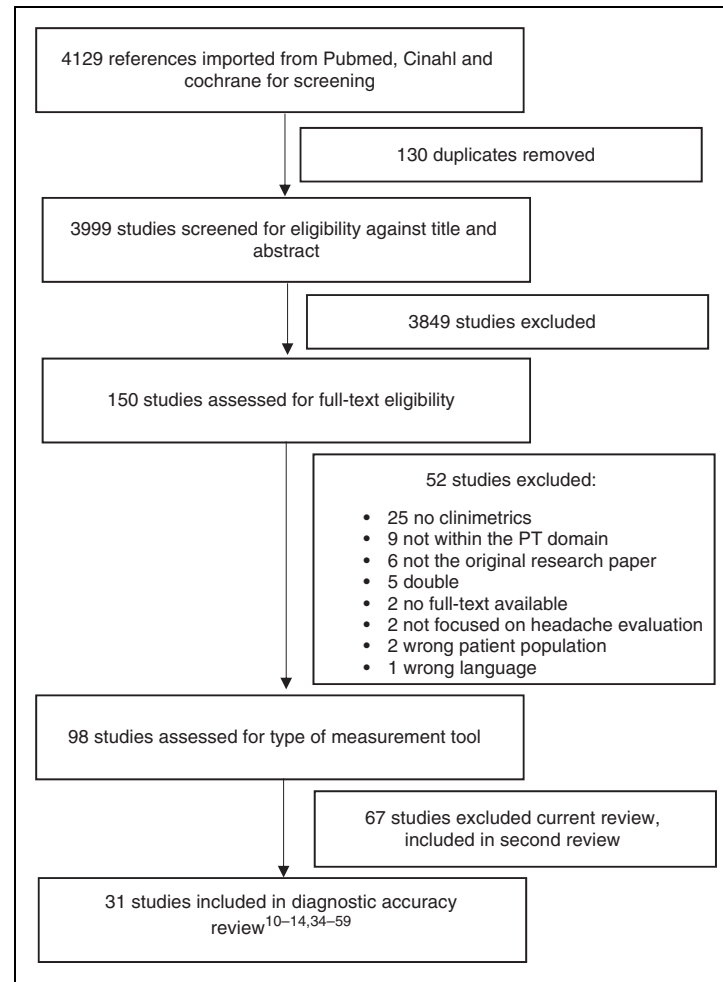 4129 references imported from Pubmed, Cinahl and
cochrane for screening
130 duplicates removed
3999 studies screened for eligibility against title and
abstract
3849 studies excluded
150 studies assessed for full-text eligibility
52 studies excluded:
• 25 no clinimetrics
• 9 not within the PT domain
• 6 not the original research paper
• 5 double
• 2 no full-text available
• 2 not focused on headache evaluation
• 2 wrong patient population
• 1 wrong language
98 studies assessed for type of measurement tool
67 studies excluded current review,
included in second review
31 studies included in diagnostic accuracy
review10–14,34–59